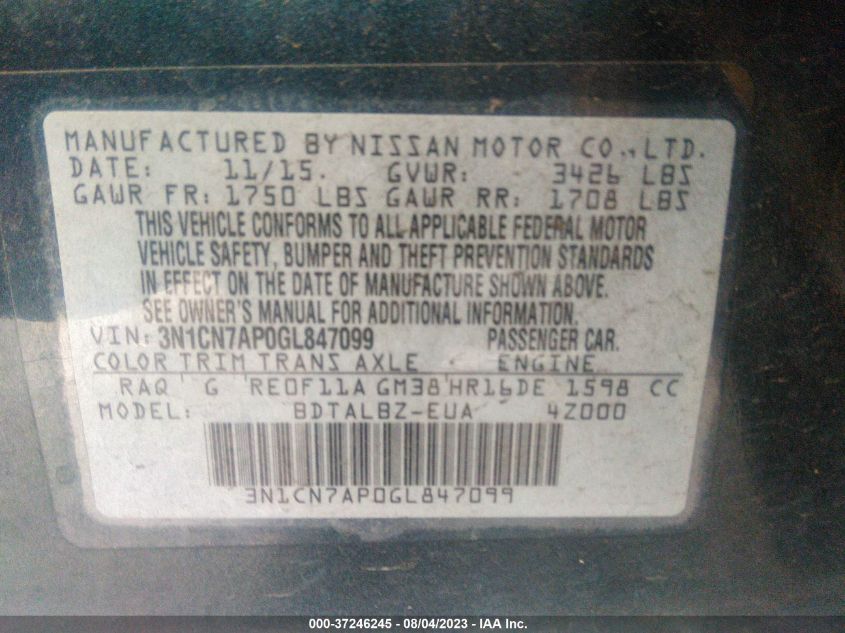 MANUFACTURED BY NISSAN MOTOR CO., LTD.
DATE: 11/15. GVWR: 3426 LBS
GAWR FR: 1750 LBS GAWR RR: 1708 LBS
THIS VEHICLE CONFORMS TO ALL APPLICABLE FEDERAL MOTOR
VEHICLE SAFETY, BUMPER AND THEFT PREVENTION STANDARDS
IN EFFECT ON THE DATE OF MANUFACTURE SHOWN ABOVE.
SEE OWNER'S MANUAL FOR ADDITIONAL INFORMATION.
VIN: 3N1CN7AP0GL847099 PASSENGER CAR.
COLOR TRIM TRANS AXLE ENGINE
RAQ G RE0F11A GM38 HR16DE 1598 CC
MODEL: BDTALBZ-EUA 4Z000
3N1CN7AP0GL847099
000-37246245 - 08/04/2023 - IAA Inc.